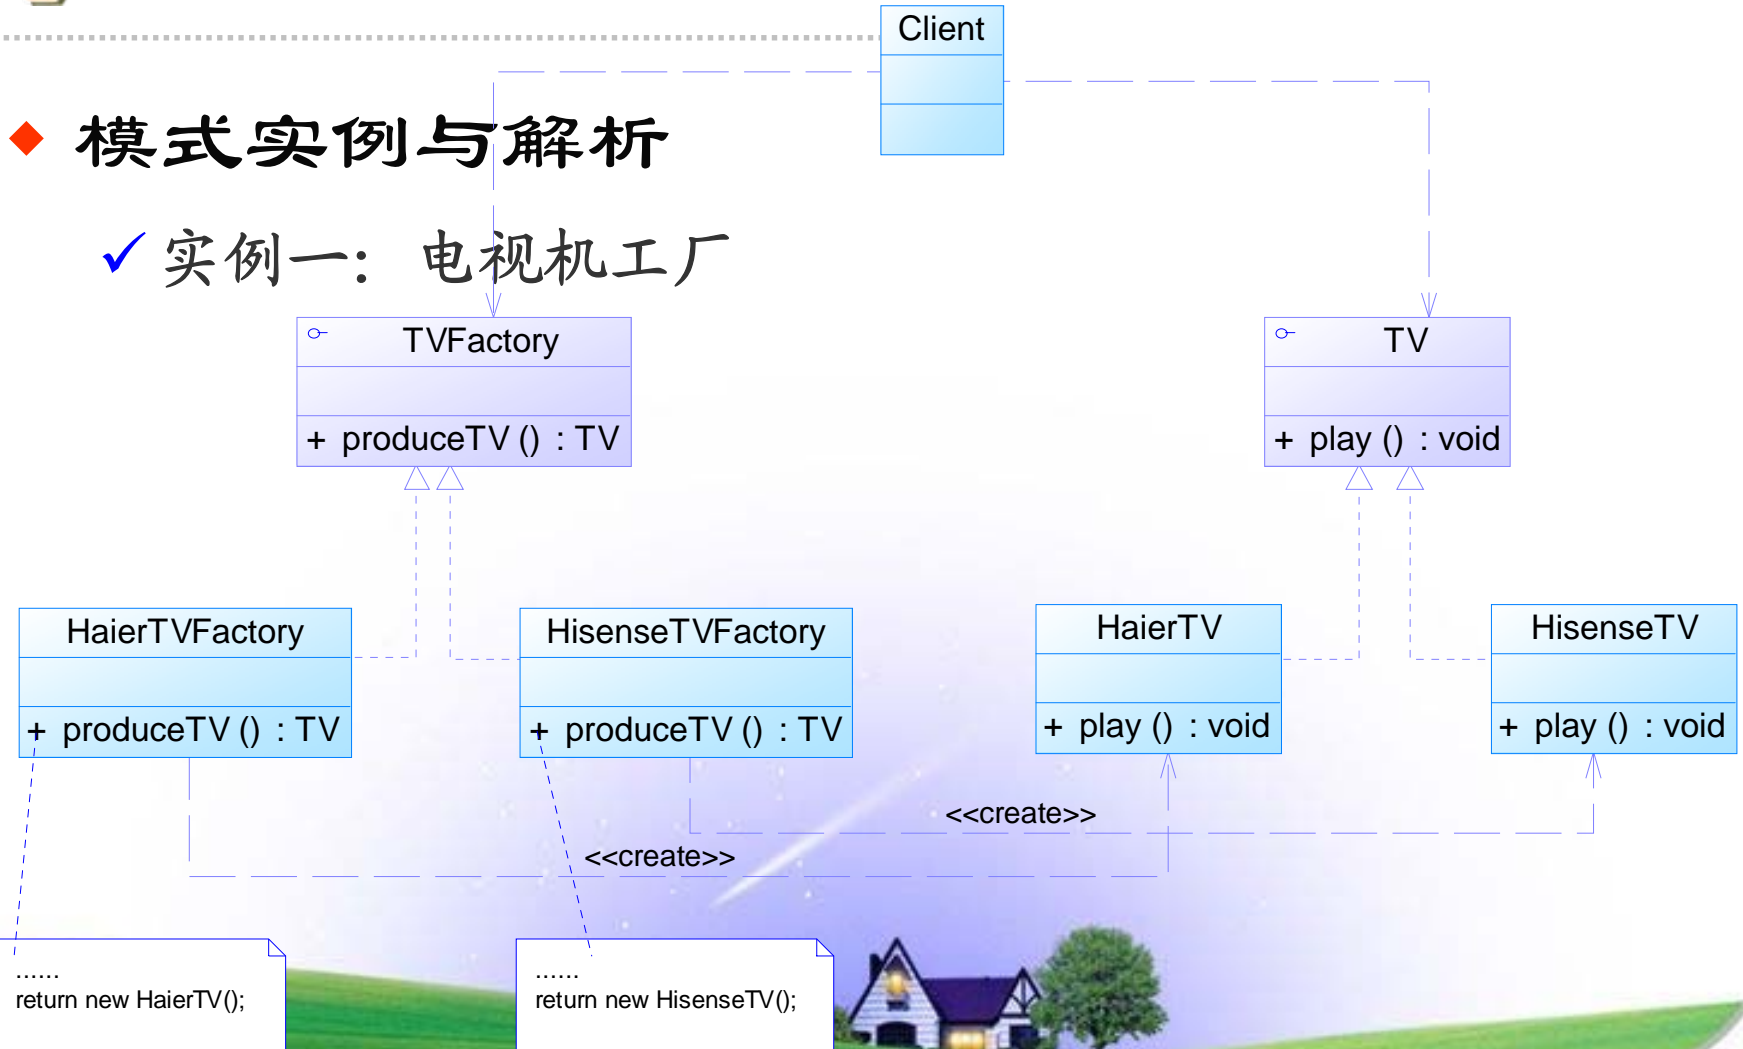 Client
模式实例与解析
实例一：电视机工厂
TVFactory
+ produceTV () : TV
TV
+ play () : void
HaierTVFactory
+ produceTV () : TV
HisenseTVFactory
+ produceTV () : TV
HaierTV
+ play () : void
HisenseTV
+ play () : void
<<create>>
<<create>>
......
return new HaierTV();
......
return new HisenseTV();